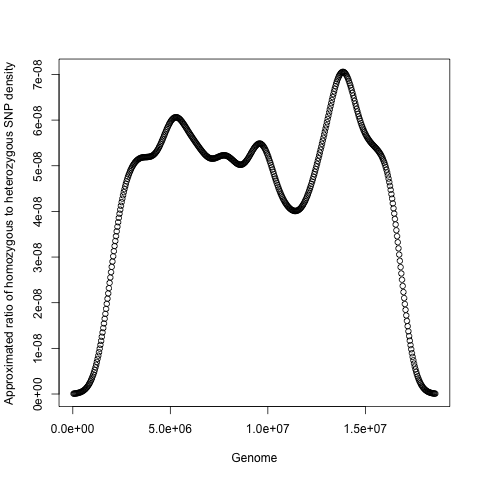 Approximated ratio of homozygous to heterozygous SNP density
7e-08
6e-08
5e-08
4e-08
3e-08
2e-08
1e-08
0e+00
0.0e+00 5.0e+06 1.0e+07 1.5e+07
Genome